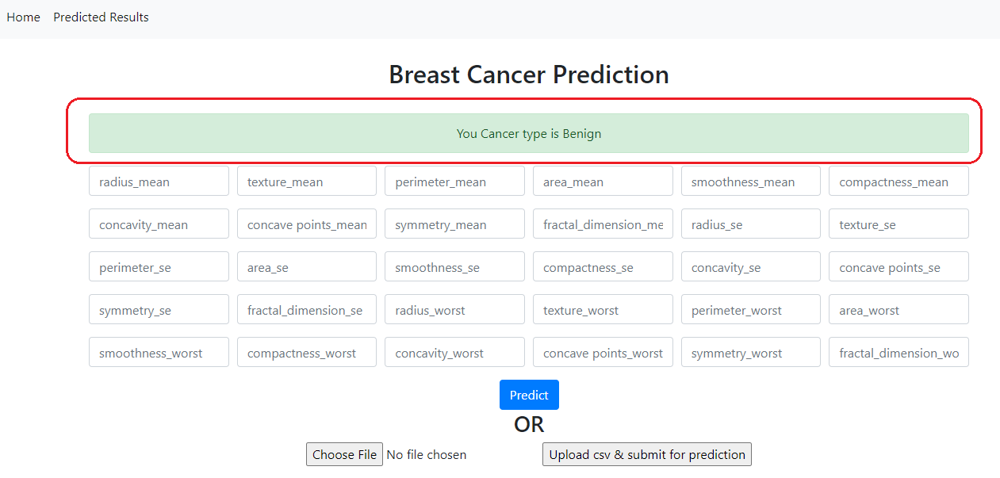 Home Predicted Results
Breast Cancer Prediction
You Cancer type is Benign
radius_mean texture_mean perimeter_mean area_mean smoothness_mean compactness_mean
concavity_mean concave points_mean symmetry_mean fractal_dimension_me radius_se texture_se
perimeter_se area_se smoothness_se compactness_se concavity_se concave points_se
symmetry_se fractal_dimension_se radius_worst texture_worst perimeter_worst area_worst
smoothness_worst compactness_worst concavity_worst concave points_worst symmetry_worst fractal_dimension_wo
Predict
OR
Choose File No file chosen Upload csv & submit for prediction